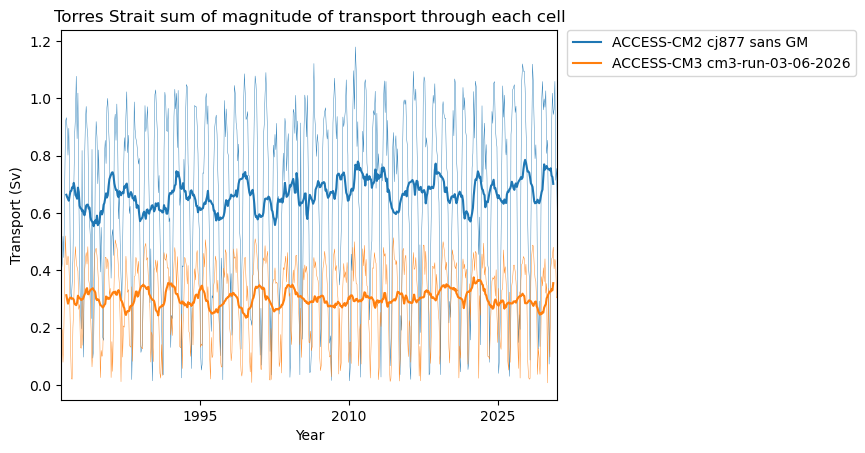 Torres Strait sum of magnitude of transport through each cell
ACCESS-CM2 cj877 sans GM
ACCESS-CM3 cm3-run-03-06-2026
1.2
1.0
0.8
0.6
0.4
0.2
0.0
Transport (Sv)
1995
2010
2025
Year